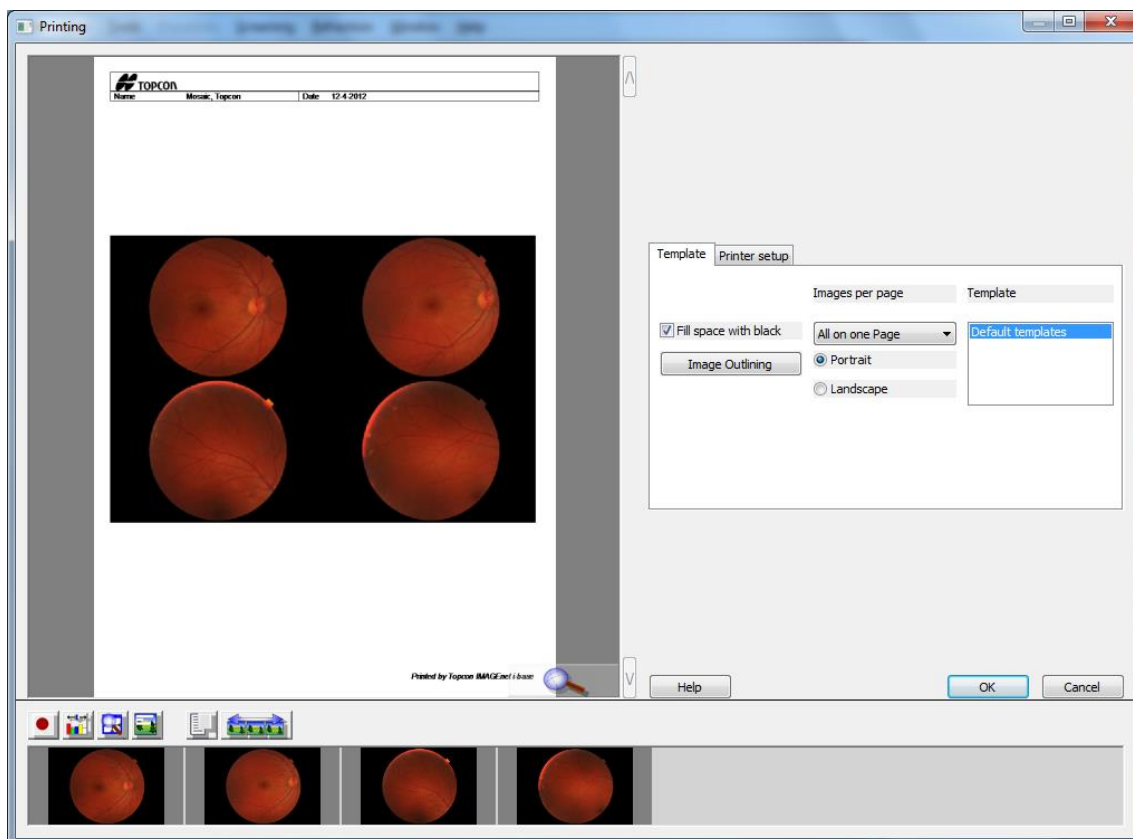 Printing
TOPCON
Name Mosaic, Topcon Date 12-4-2012
Template Printer setup
Images per page Template
Fill space with black All on one Page Default templates
Image Outlining Portrait
Landscape
Printed by Topcon IMAGEnet i-base
Help OK Cancel